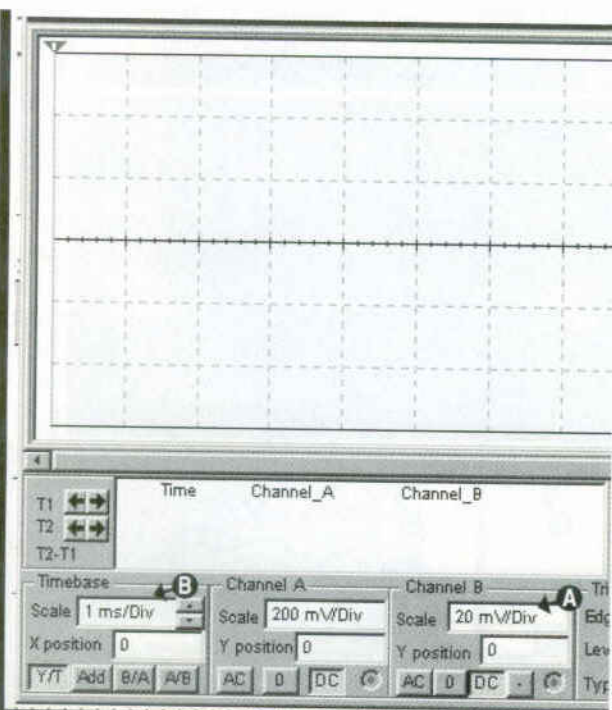 1
Time Channel_A Channel_B
T1
T2
T2-T1
Timebase B Channel A Channel B
Scale 1 ms/Div Scale 200 mV/Div Scale 20 mV/Div A Edg
X position 0 Y position 0 Y position 0 Lev
Y/T Add B/A A/B AC 0 DC AC 0 DC - Typ